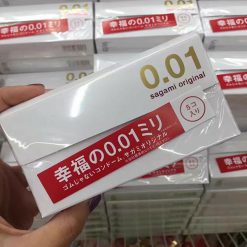 0.01
sagami original
5コ
入り
幸福の0.01ミリ
ゴムじゃないコンドーム サガミオリジナル